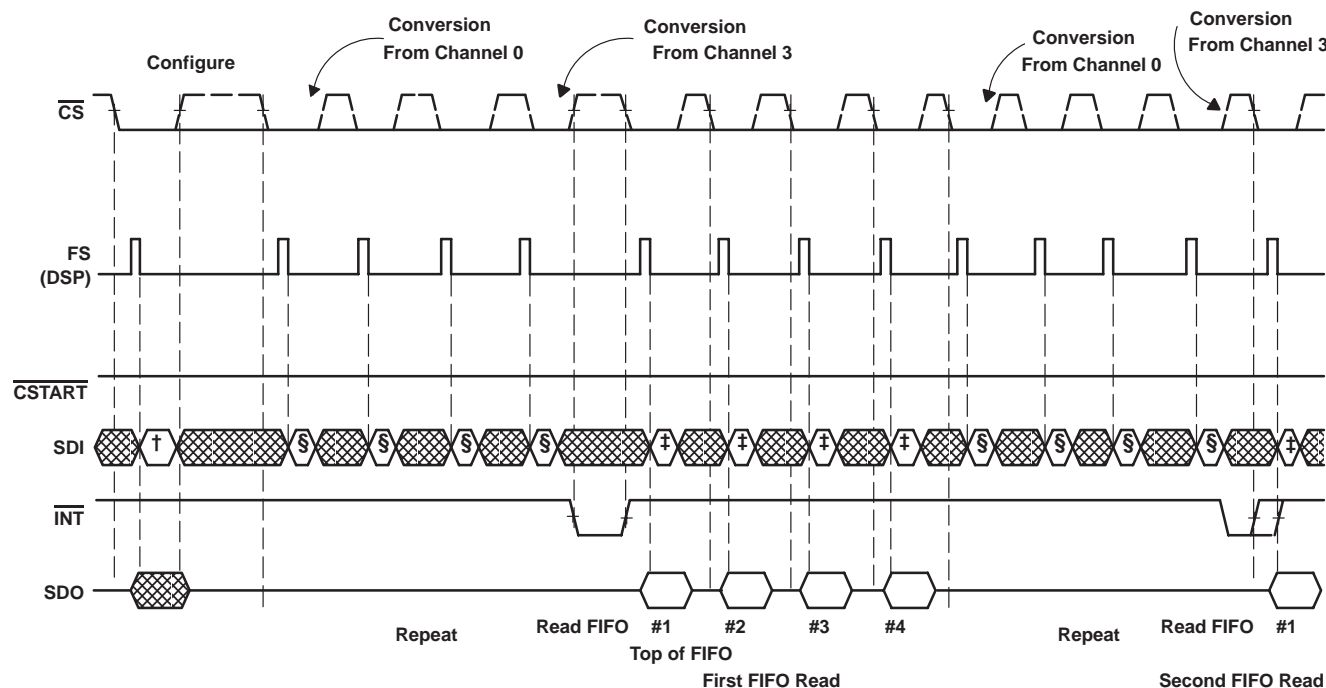 Conversion
From Channel 0
Conversion
From Channel 3
Conversion
From Channel 0
Conversion
From Channel 3
Configure
CS
FS
(DSP)
CSTART
SDI
†
§
§
§
§
‡
‡
‡
‡
§
§
§
§
‡
INT
SDO
Repeat
Read FIFO
#1
#2
#3
#4
Repeat
Read FIFO
#1
Top of FIFO
First FIFO Read
Second FIFO Read